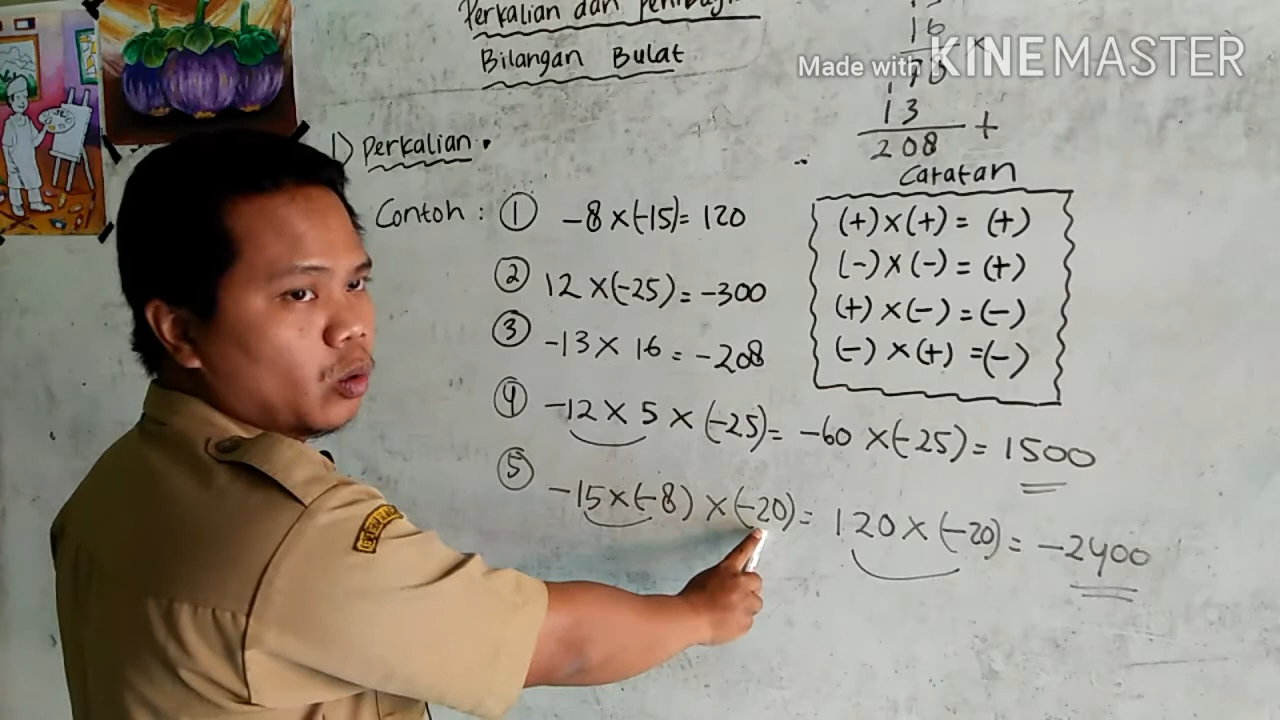 Perkalian dan
Bilangan Bulat
Made with KINEMASTER
16 ×
78
13 +
208
1) Perkalian.
Contoh : ① -8 × (-15) = 120
② 12 × (-25) = -300
③ -13 × 16 = -208
④ -12 × 5 × (-25) = -60 × (-25) = 1500
⑤ -15 × (-8) × (-20) = 120 × (-20) = -2400
Catatan
(+) × (+) = (+)
(-) × (-) = (+)
(+) × (-) = (-)
(-) × (+) = (-)